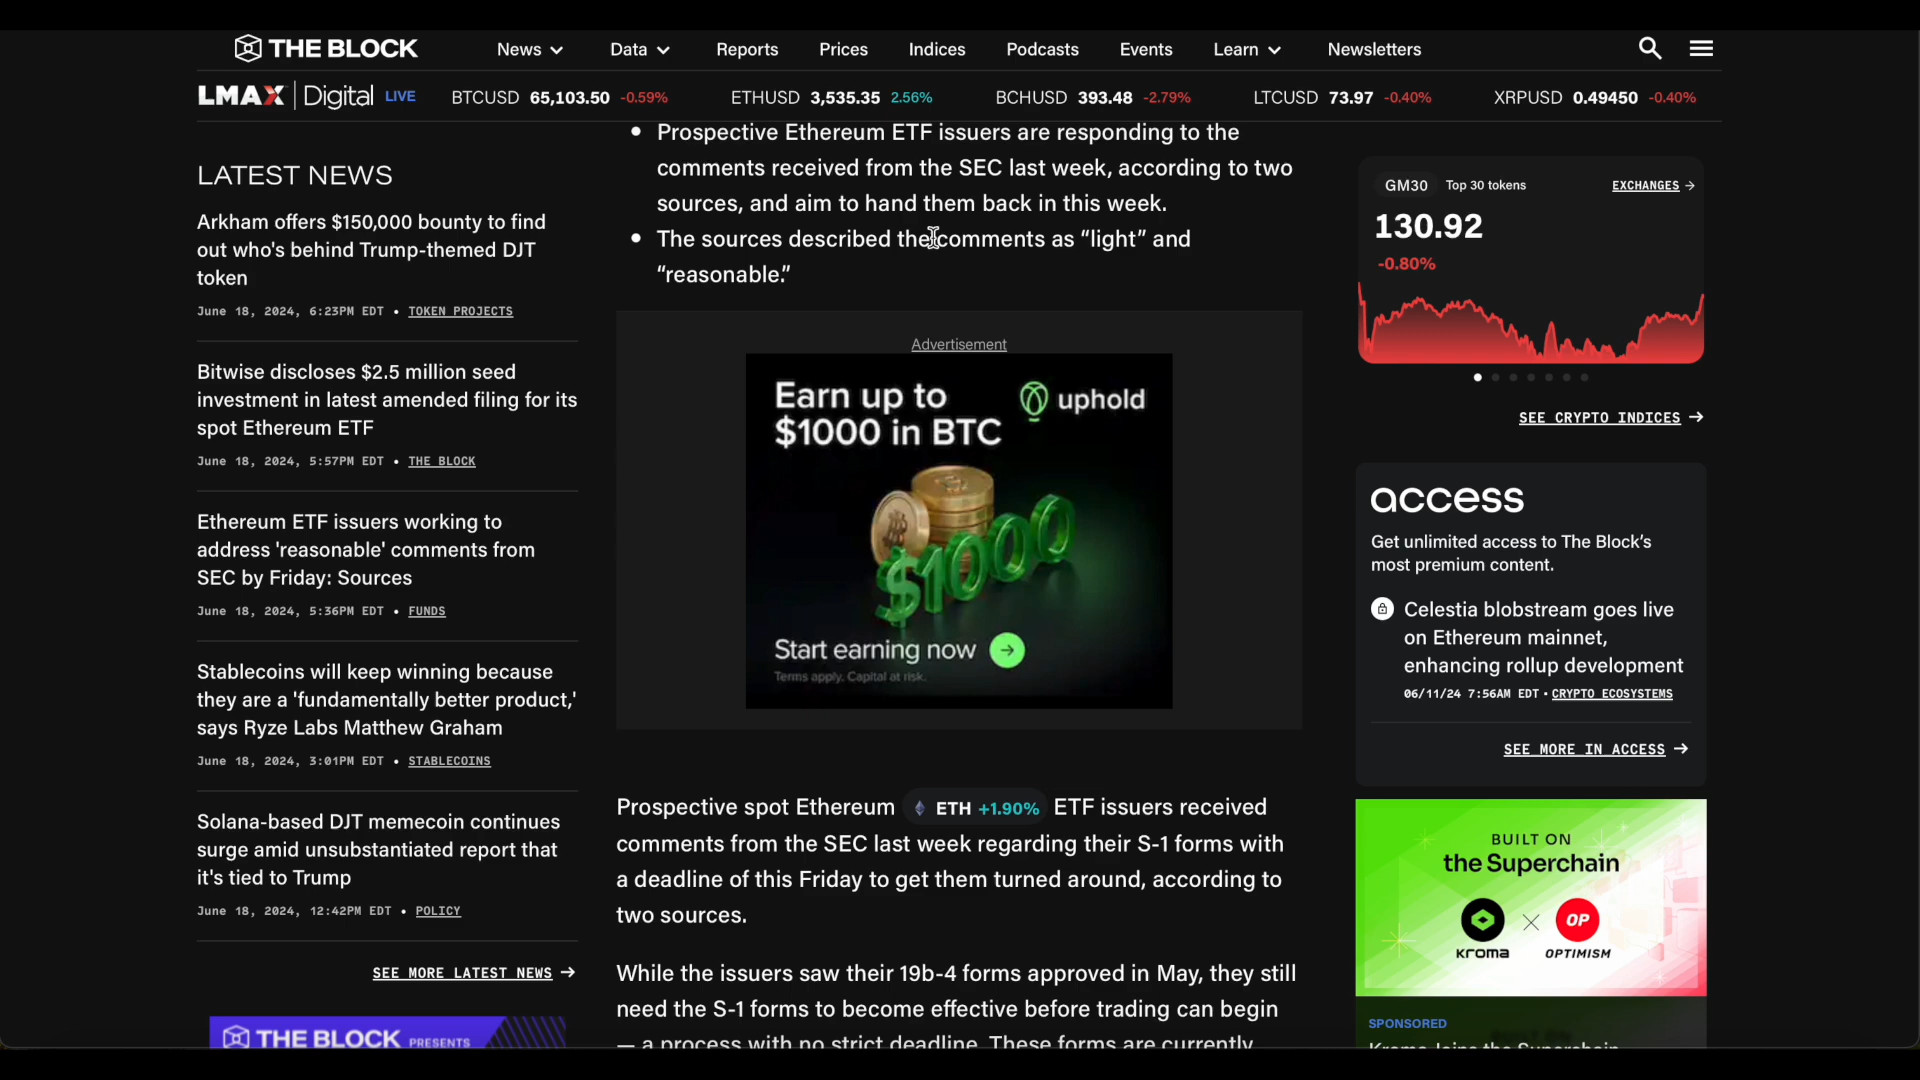 THE BLOCK
News Data Reports Prices Indices Podcasts Events Learn Newsletters
LMAX Digital LIVE BTCUSD 65,103.50 -0.59% ETHUSD 3,535.35 2.56% BCHUSD 393.48 -2.79% LTCUSD 73.97 -0.40% XRPUSD 0.49450 -0.40%
LATEST NEWS
Arkham offers $150,000 bounty to find
out who's behind Trump-themed DJT
token
June 18, 2024, 6:23PM EDT • TOKEN PROJECTS
Bitwise discloses $2.5 million seed
investment in latest amended filing for its
spot Ethereum ETF
June 18, 2024, 5:57PM EDT • THE BLOCK
Ethereum ETF issuers working to
address 'reasonable' comments from
SEC by Friday: Sources
June 18, 2024, 5:36PM EDT • FUNDS
Stablecoins will keep winning because
they are a 'fundamentally better product,'
says Ryze Labs Matthew Graham
June 18, 2024, 3:01PM EDT • STABLECOINS
Solana-based DJT memecoin continues
surge amid unsubstantiated report that
it's tied to Trump
June 18, 2024, 12:42PM EDT • POLICY
SEE MORE LATEST NEWS →
THE BLOCK PRESENTS
• Prospective Ethereum ETF issuers are responding to the
comments received from the SEC last week, according to two
sources, and aim to hand them back in this week.
• The sources described the comments as “light” and
“reasonable.”
Advertisement
Earn up to
$1000 in BTC
uphold
$1000
Start earning now
Terms apply. Capital at risk.
Prospective spot Ethereum ETH +1.90% ETF issuers received
comments from the SEC last week regarding their S-1 forms with
a deadline of this Friday to get them turned around, according to
two sources.
While the issuers saw their 19b-4 forms approved in May, they still
need the S-1 forms to become effective before trading can begin
— a process with no strict deadline. These forms are currently
GM30 Top 30 tokens EXCHANGES →
130.92
-0.80%
SEE CRYPTO INDICES →
access
Get unlimited access to The Block’s
most premium content.
Celestia blobstream goes live
on Ethereum mainnet,
enhancing rollup development
06/11/24 7:56AM EDT • CRYPTO ECOSYSTEMS
SEE MORE IN ACCESS →
BUILT ON
the Superchain
OP
KROMA OPTIMISM
SPONSORED
Kroma Joins the Superchain